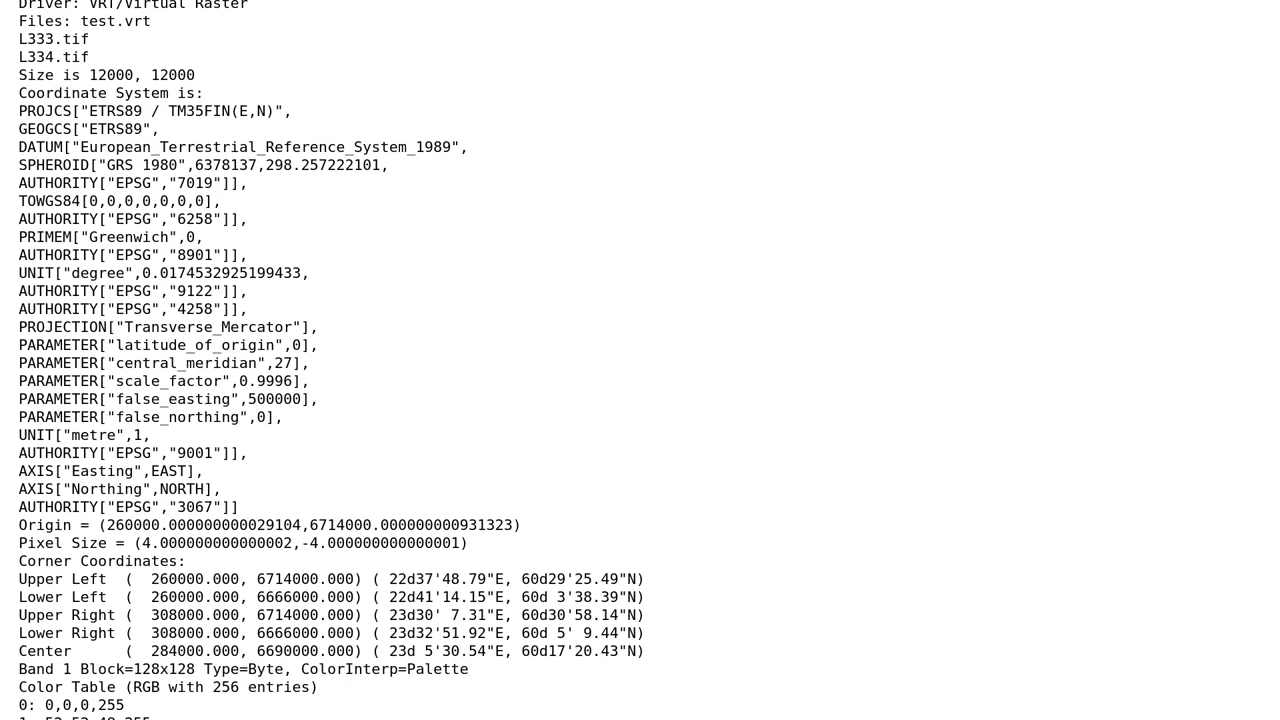 Driver: VRT/Virtual Raster
Files: test.vrt
L333.tif
L334.tif
Size is 12000, 12000
Coordinate System is:
PROJCS["ETRS89 / TM35FIN(E,N)",
GEOGCS["ETRS89",
DATUM["European_Terrestrial_Reference_System_1989",
SPHEROID["GRS 1980",6378137,298.257222101,
AUTHORITY["EPSG","7019"]],
TOWGS84[0,0,0,0,0,0,0],
AUTHORITY["EPSG","6258"]],
PRIMEM["Greenwich",0,
AUTHORITY["EPSG","8901"]],
UNIT["degree",0.0174532925199433,
AUTHORITY["EPSG","9122"]],
AUTHORITY["EPSG","4258"]],
PROJECTION["Transverse_Mercator"],
PARAMETER["latitude_of_origin",0],
PARAMETER["central_meridian",27],
PARAMETER["scale_factor",0.9996],
PARAMETER["false_easting",500000],
PARAMETER["false_northing",0],
UNIT["metre",1,
AUTHORITY["EPSG","9001"]],
AXIS["Easting",EAST],
AXIS["Northing",NORTH],
AUTHORITY["EPSG","3067"]]
Origin = (260000.000000000029104,6714000.000000000931323)
Pixel Size = (4.000000000000002,-4.000000000000001)
Corner Coordinates:
Upper Left  (  260000.000, 6714000.000) ( 22d37'48.79"E, 60d29'25.49"N)
Lower Left  (  260000.000, 6666000.000) ( 22d41'14.15"E, 60d 3'38.39"N)
Upper Right (  308000.000, 6714000.000) ( 23d30' 7.31"E, 60d30'58.14"N)
Lower Right (  308000.000, 6666000.000) ( 23d32'51.92"E, 60d 5' 9.44"N)
Center      (  284000.000, 6690000.000) ( 23d 5'30.54"E, 60d17'20.43"N)
Band 1 Block=128x128 Type=Byte, ColorInterp=Palette
Color Table (RGB with 256 entries)
0: 0,0,0,255